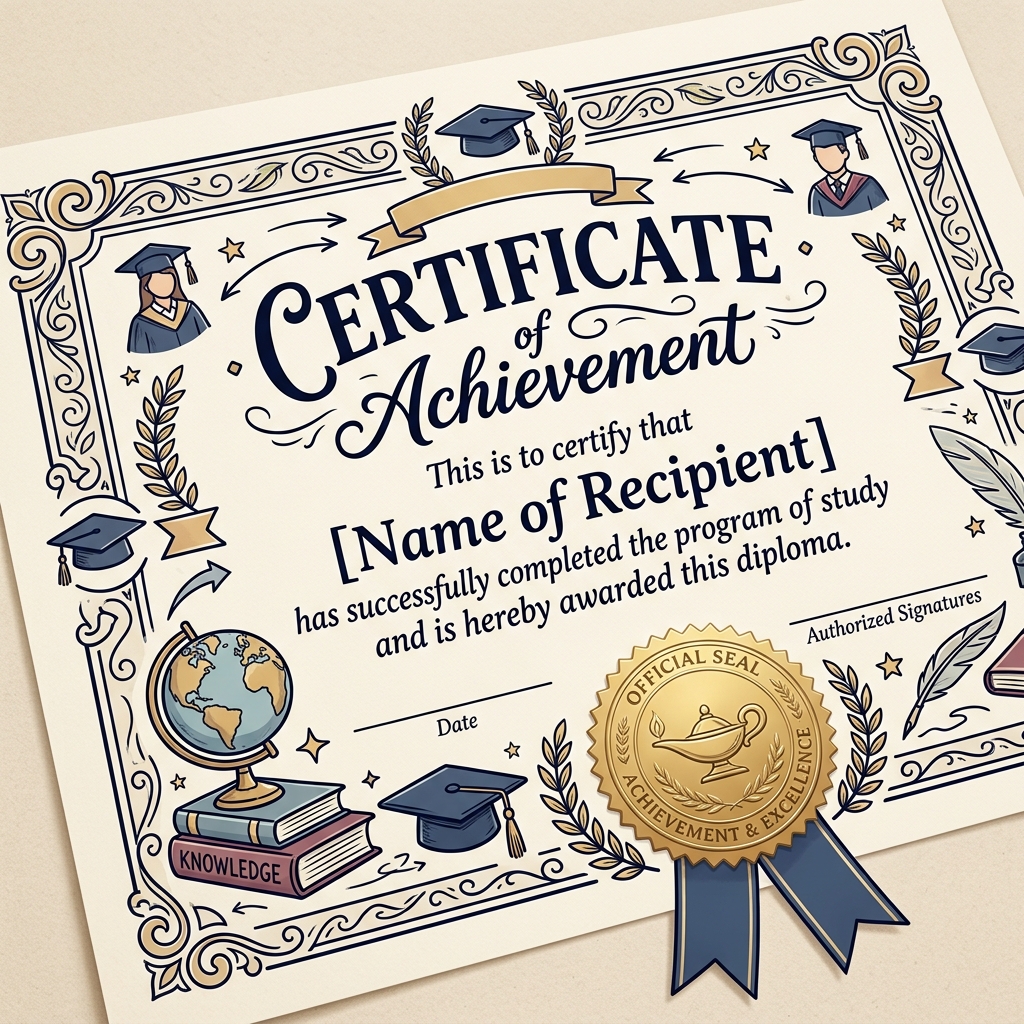 CERTIFICATE
of
Achievement
This is to certify that
[Name of Recipient]
has successfully completed the program of study
and is hereby awarded this diploma.
Authorized Signatures
Date
OFFICIAL SEAL
ACHIEVEMENT & EXCELLENCE
KNOWLEDGE